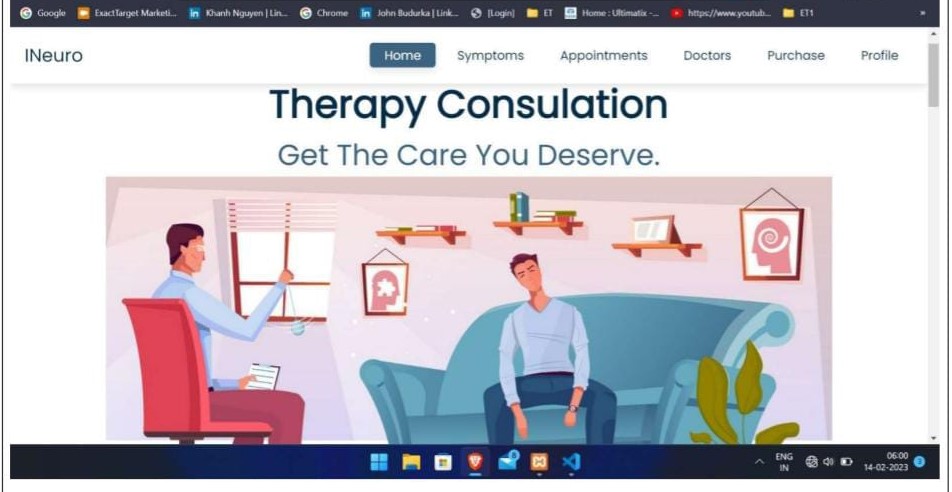 Google ExactTarget Marketi... Khanh Nguyen | Lin... Chrome John Budurka | Link... [Login] ET Home : Ultimatix -... https://www.youtub... ET1 »
INeuro Home Symptoms Appointments Doctors Purchase Profile
Therapy Consulation
Get The Care You Deserve.
ENG 06:00
IN 14-02-2023 3